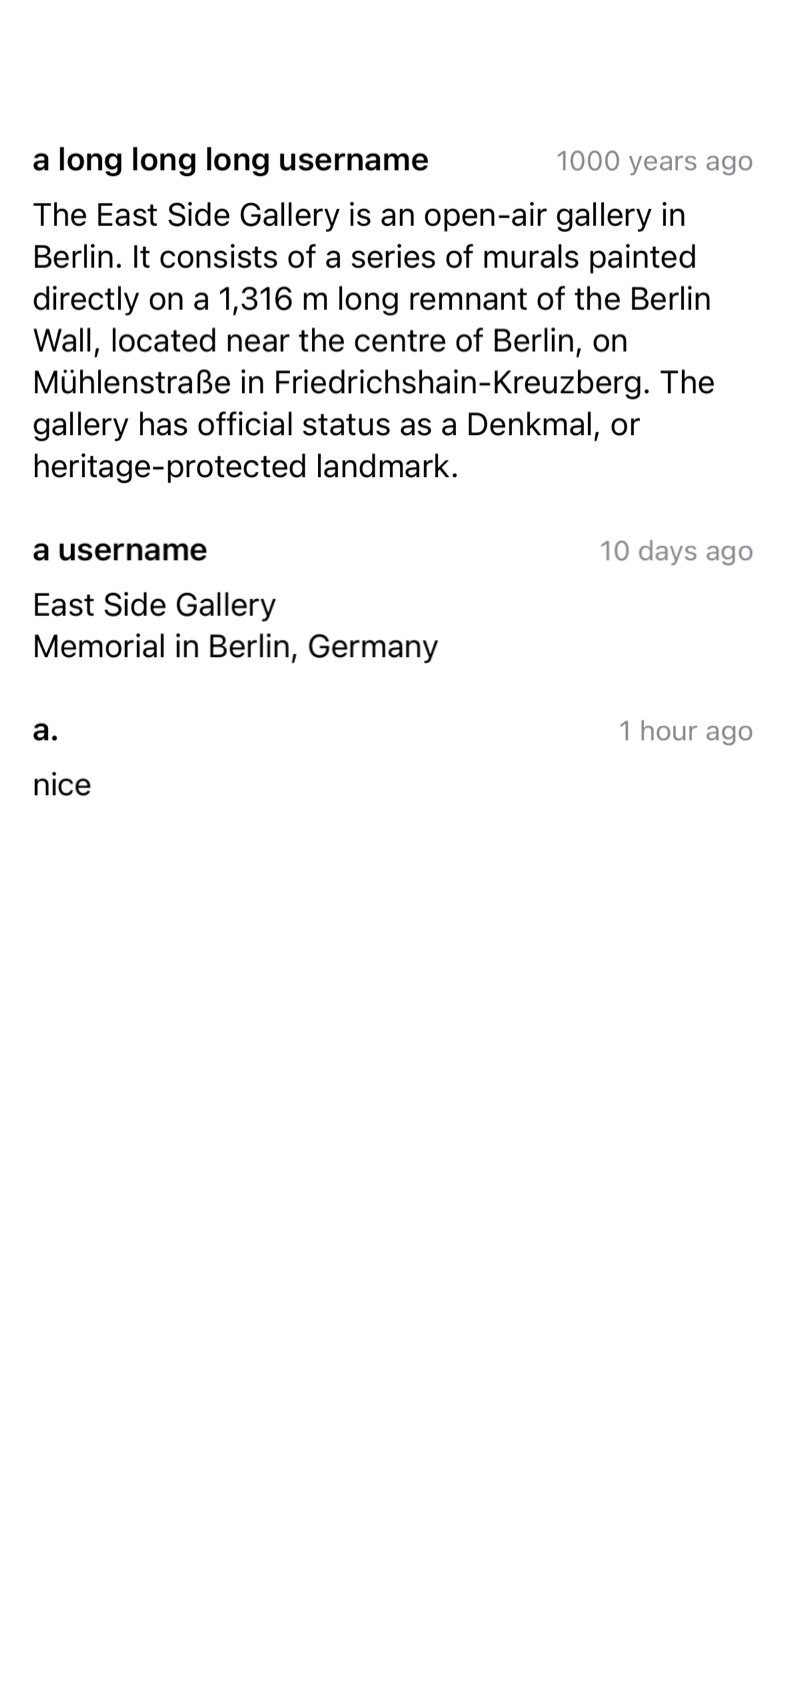 a long long long username 1000 years ago
The East Side Gallery is an open-air gallery in
Berlin. It consists of a series of murals painted
directly on a 1,316 m long remnant of the Berlin
Wall, located near the centre of Berlin, on
Mühlenstraße in Friedrichshain-Kreuzberg. The
gallery has official status as a Denkmal, or
heritage-protected landmark.
a username 10 days ago
East Side Gallery
Memorial in Berlin, Germany
a. 1 hour ago
nice